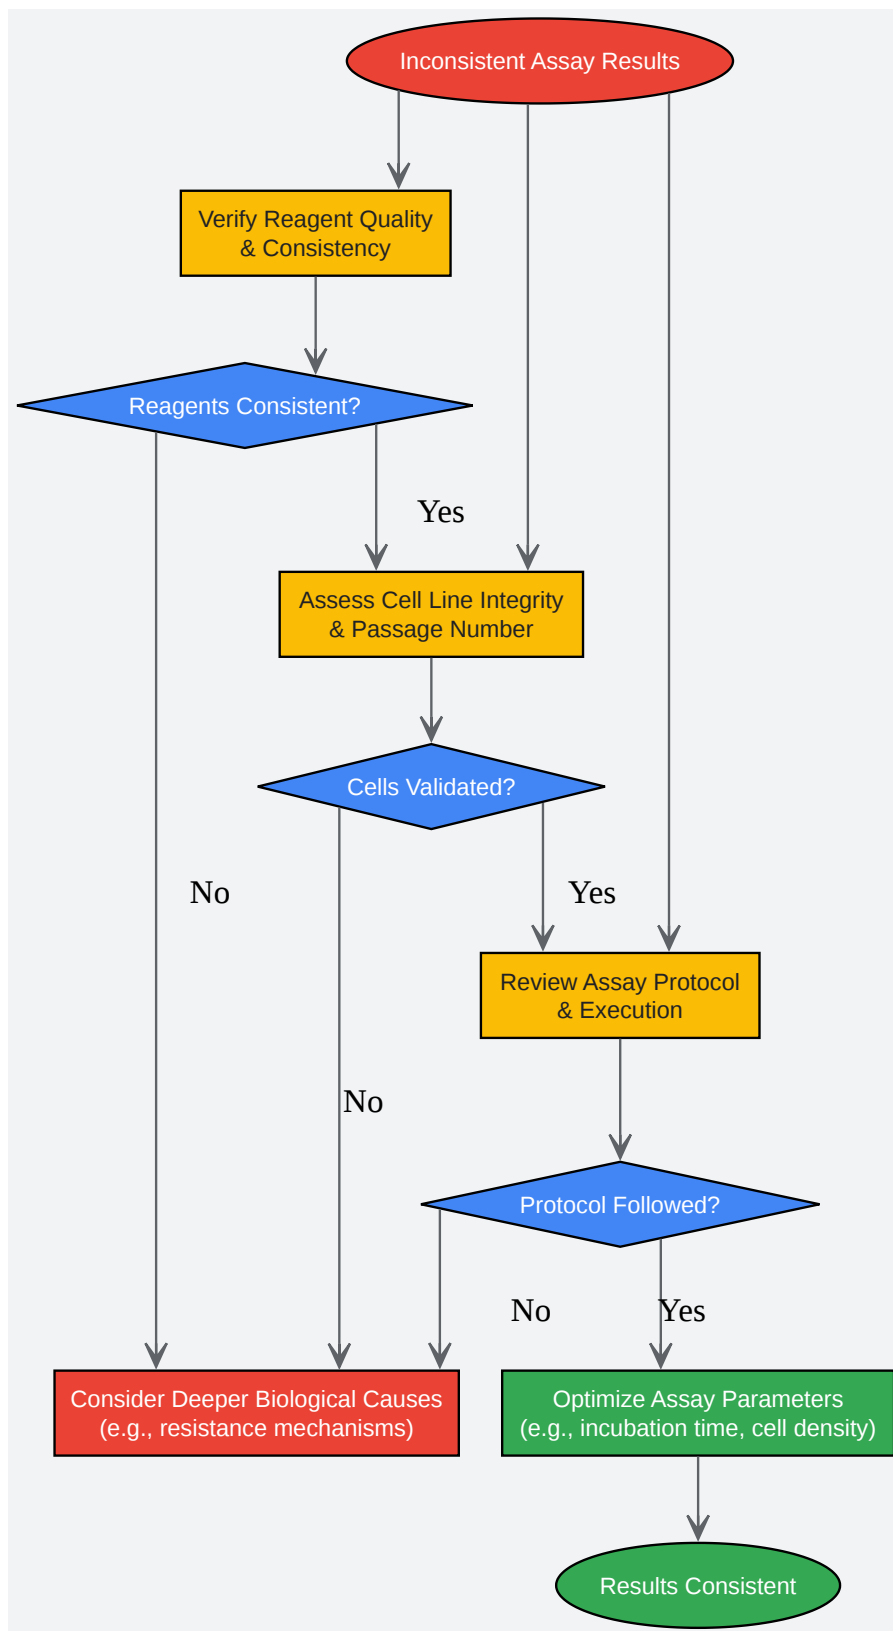 Inconsistent Assay Results
Verify Reagent Quality
& Consistency
Reagents Consistent?
Yes
Assess Cell Line Integrity
& Passage Number
Cells Validated?
No
Yes
Review Assay Protocol
& Execution
No
Protocol Followed?
No
Yes
Consider Deeper Biological Causes
(e.g., resistance mechanisms)
Optimize Assay Parameters
(e.g., incubation time, cell density)
Results Consistent